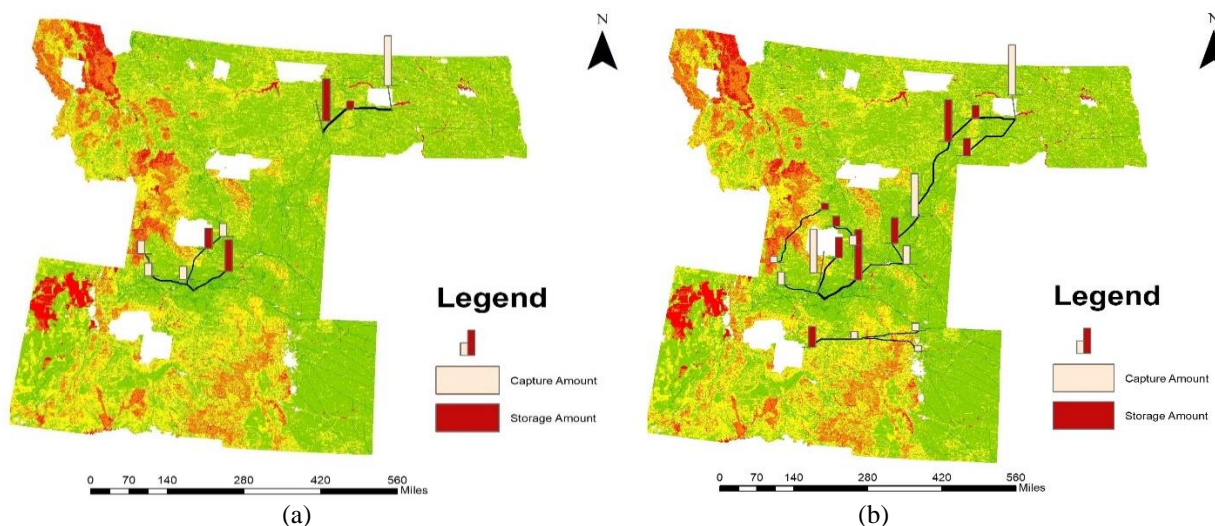 N
Legend
Capture Amount
Storage Amount
0 70 140 280 420 560
Miles
(a)
N
Legend
Capture Amount
Storage Amount
0 70 140 280 420 560
Miles
(b)